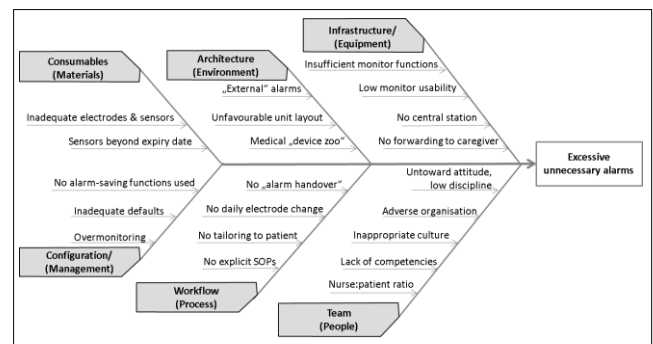 Infrastructure/
(Equipment)
Architecture
(Environment)
Consumables
(Materials)
Insufficient monitor functions
„External“ alarms
Low monitor usability
Inadequate electrodes & sensors
Unfavourable unit layout
No central station
Sensors beyond expiry date
Medical „device zoo“
No forwarding to caregiver
Excessive
unnecessary alarms
No alarm-saving functions used
No „alarm handover“
Untoward attitude,
low discipline
Inadequate defaults
No daily electrode change
Adverse organisation
Overmonitoring
No tailoring to patient
Inappropriate culture
Configuration/
(Management)
No explicit SOPs
Lack of competencies
Workflow
(Process)
Nurse:patient ratio
Team
(People)